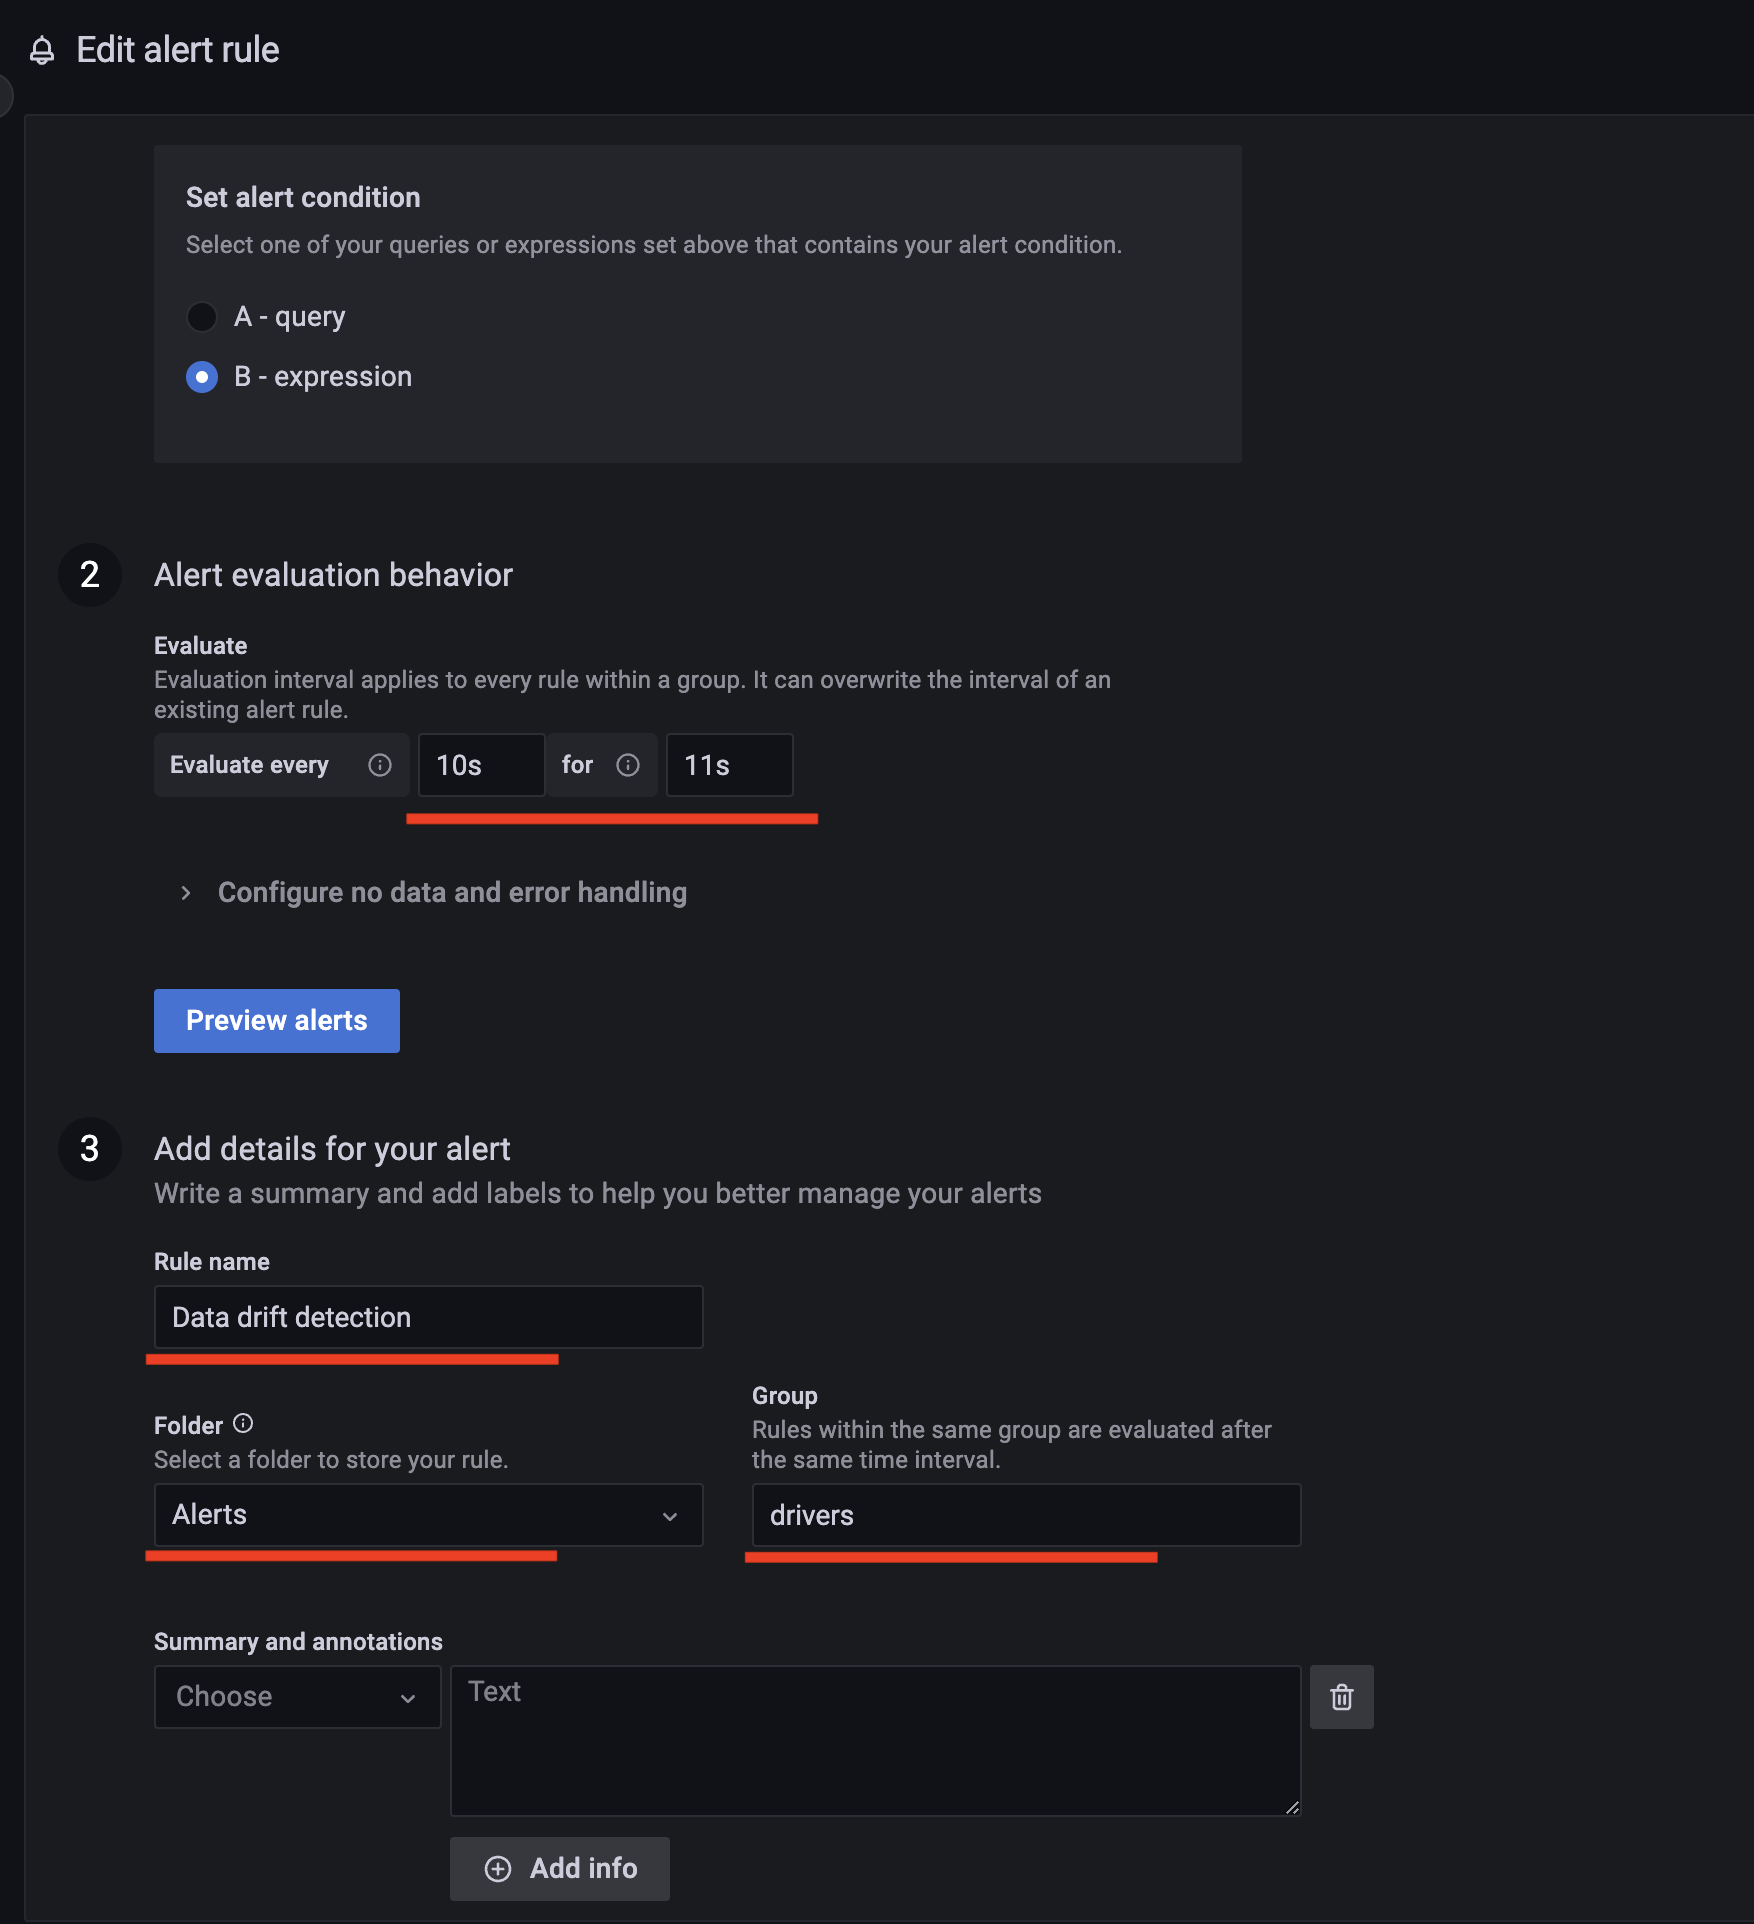 Edit alert rule
Set alert condition
Select one of your queries or expressions set above that contains your alert condition.
A - query
B - expression
2 Alert evaluation behavior
Evaluate
Evaluation interval applies to every rule within a group. It can overwrite the interval of an
existing alert rule.
Evaluate every 10s for 11s
Configure no data and error handling
Preview alerts
3 Add details for your alert
Write a summary and add labels to help you better manage your alerts
Rule name
Data drift detection
Folder
Select a folder to store your rule.
Alerts
Group
Rules within the same group are evaluated after
the same time interval.
drivers
Summary and annotations
Choose
Text
Add info